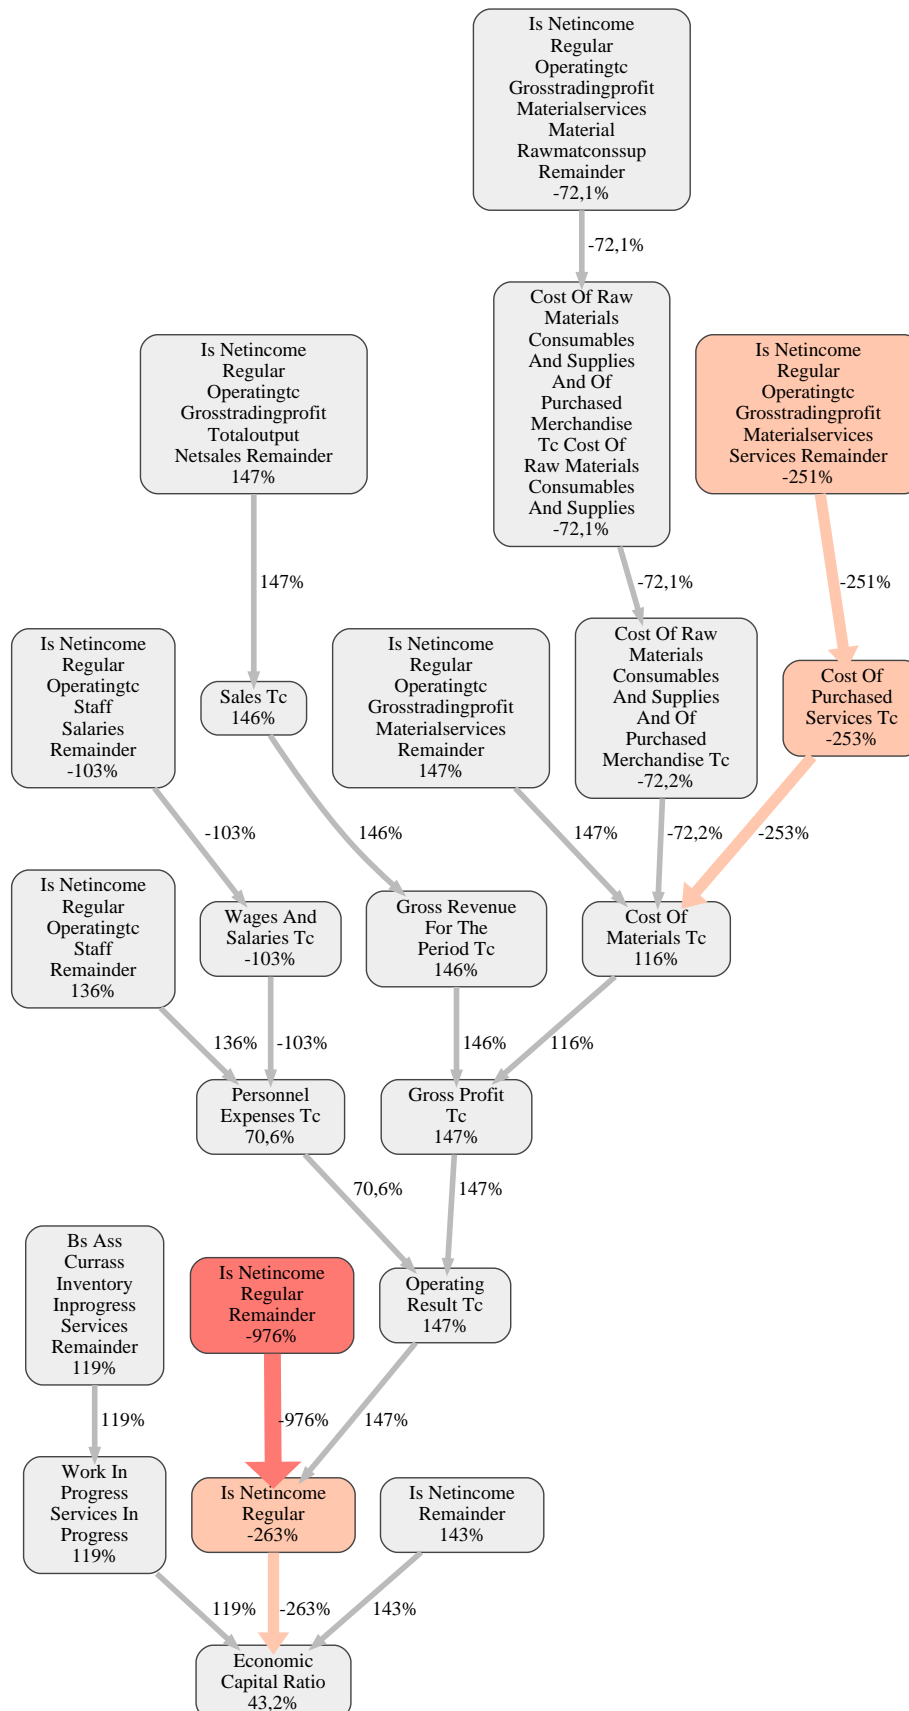 Is Netincome
Regular
Operatingtc
Grosstradingprofit
Materialservices
Material
Rawmatconssup
Remainder
-72,1%
-72,1%
Cost Of Raw
Materials
Consumables
And Supplies
And Of
Purchased
Merchandise
Tc Cost Of
Raw Materials
Consumables
And Supplies
-72,1%
Is Netincome
Regular
Operatingtc
Grosstradingprofit
Totaloutput
Netsales Remainder
147%
Is Netincome
Regular
Operatingtc
Grosstradingprofit
Materialservices
Services Remainder
-251%
147%
-72,1%
-251%
Is Netincome
Regular
Operatingtc
Staff
Salaries
Remainder
-103%
Sales Tc
146%
Is Netincome
Regular
Operatingtc
Grosstradingprofit
Materialservices
Remainder
147%
Cost Of Raw
Materials
Consumables
And Supplies
And Of
Purchased
Merchandise Tc
-72,2%
Cost Of
Purchased
Services Tc
-253%
-103%
146%
147%
-72,2%
-253%
Is Netincome
Regular
Operatingtc
Staff
Remainder
136%
Wages And
Salaries Tc
-103%
Gross Revenue
For The
Period Tc
146%
Cost Of
Materials Tc
116%
136%
-103%
146%
116%
Personnel
Expenses Tc
70,6%
Gross Profit
Tc
147%
70,6%
147%
Bs Ass
Currass
Inventory
Inprogress
Services
Remainder
119%
Is Netincome
Regular
Remainder
-976%
Operating
Result Tc
147%
119%
-976%
147%
Work In
Progress
Services In
Progress
119%
Is Netincome
Regular
-263%
Is Netincome
Remainder
143%
119%
-263%
143%
Economic
Capital Ratio
43,2%